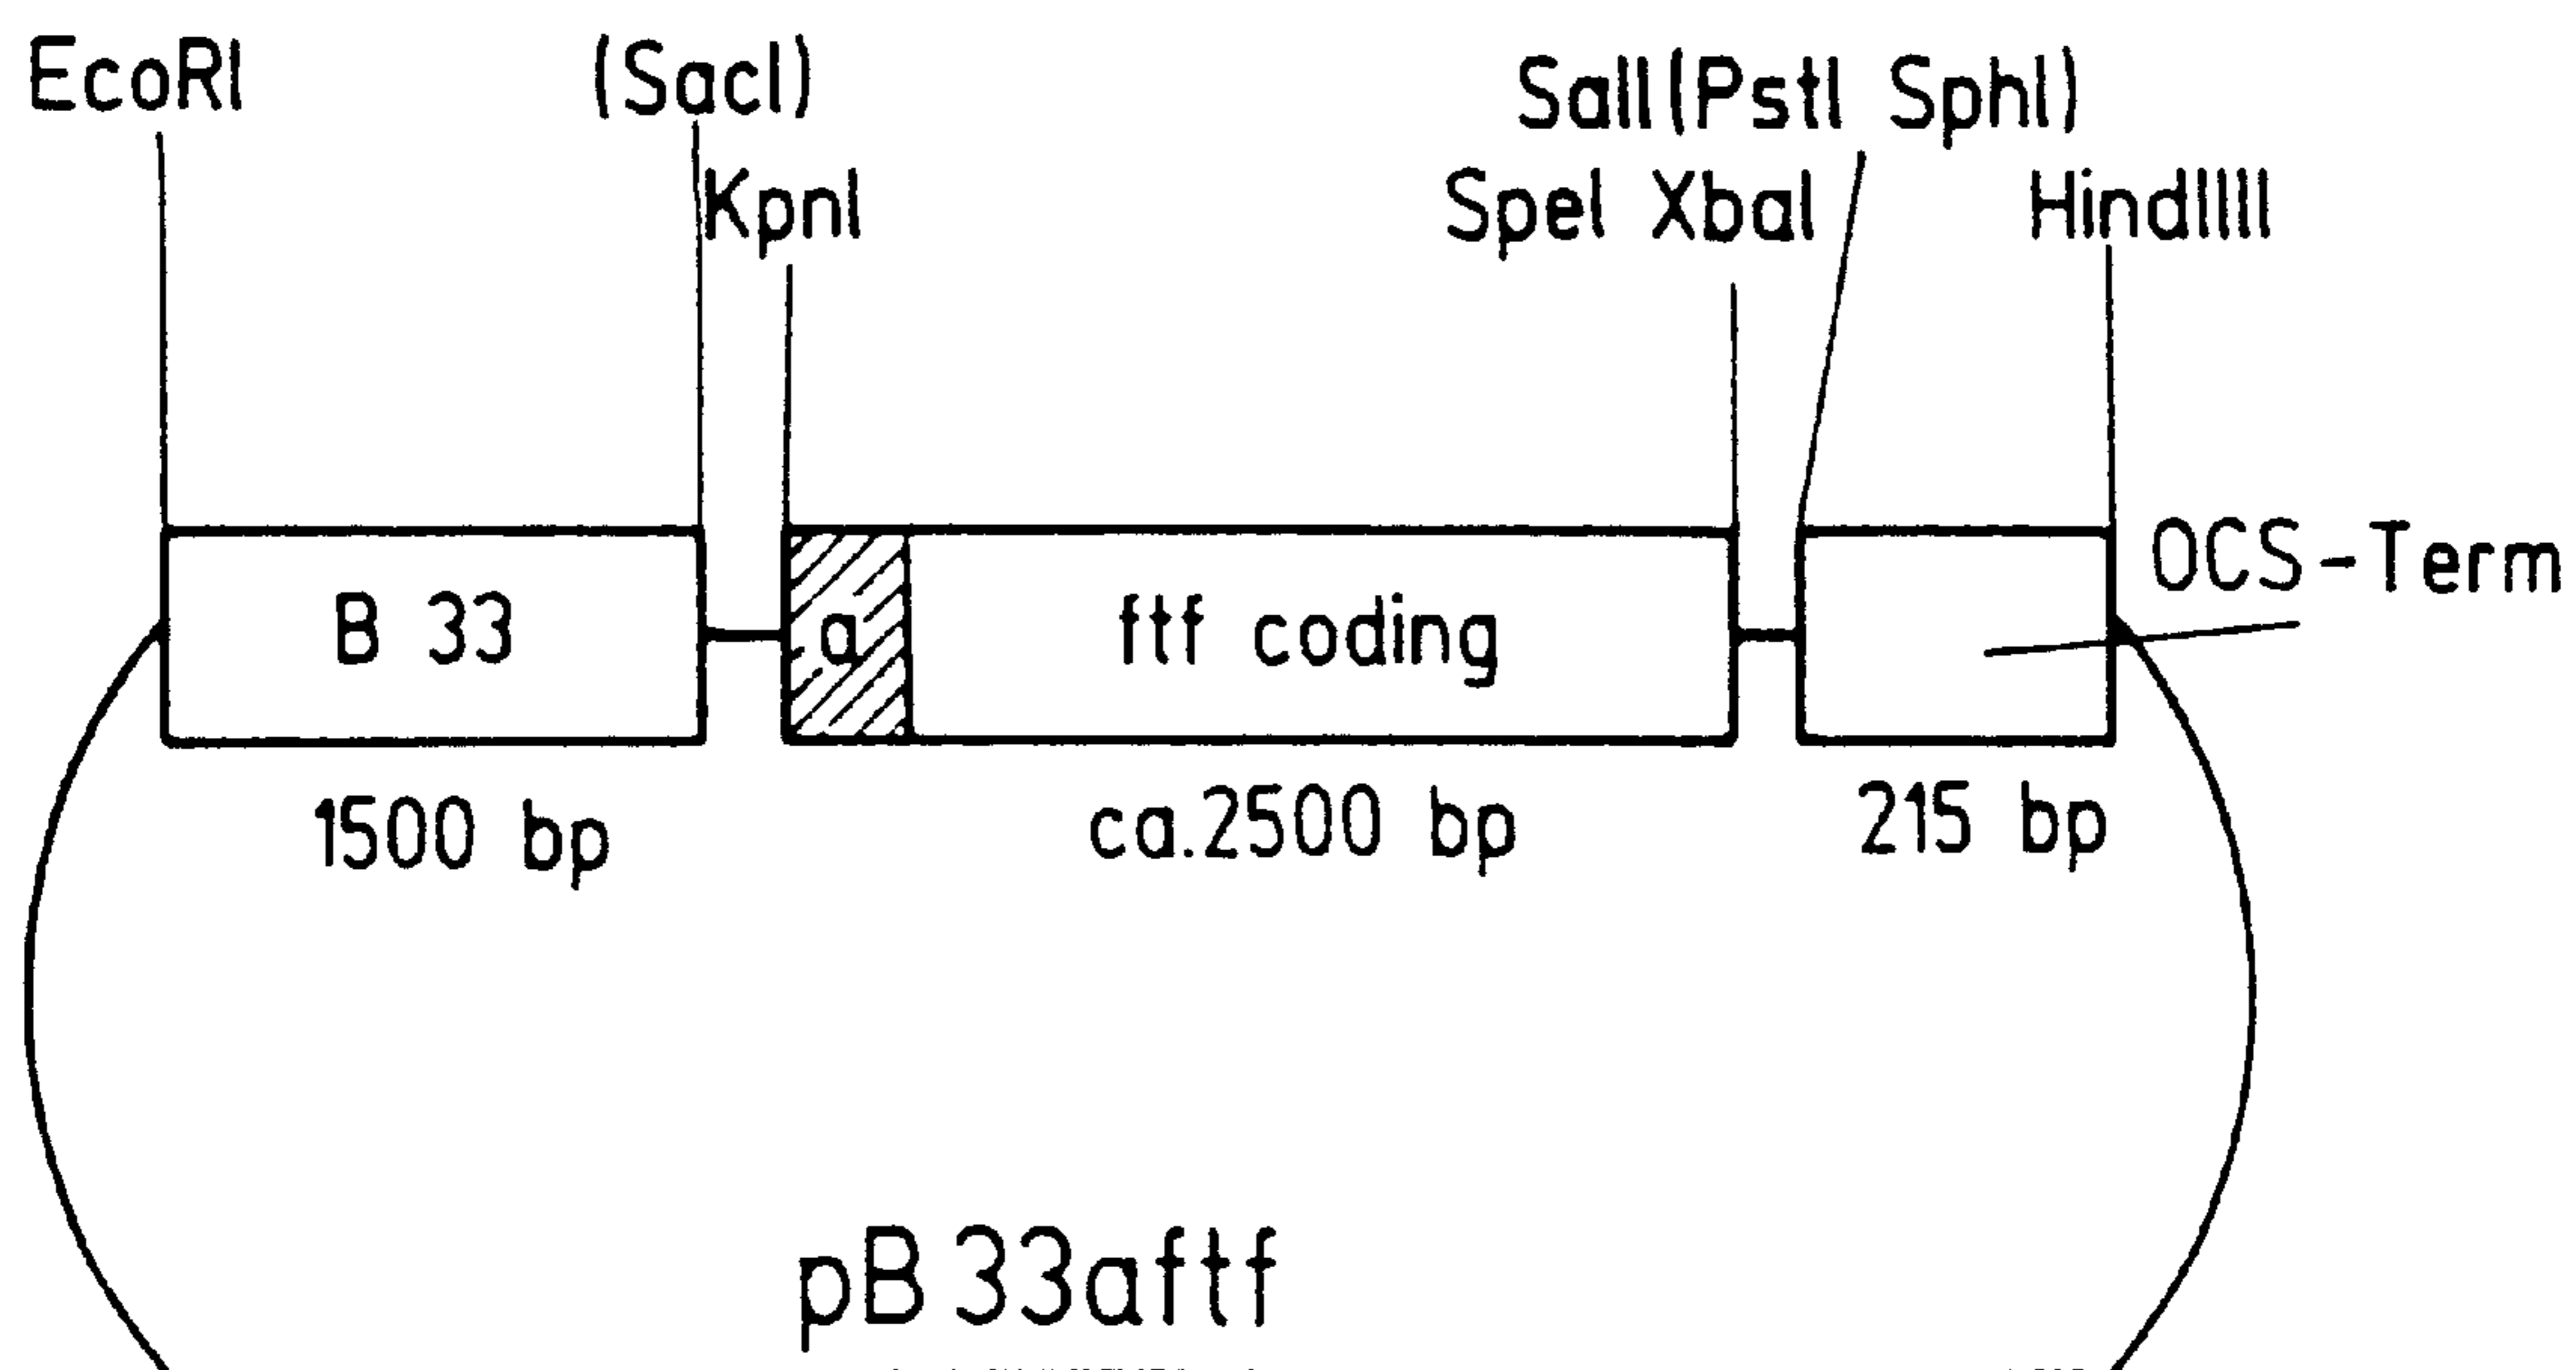 EcoRI (SacI) SalI(PstI SphI)
KpnI SpeI XbaI HindIIII
OCS-Term
B 33 a ftf coding
1500 bp ca.2500 bp 215 bp
pB33aftf